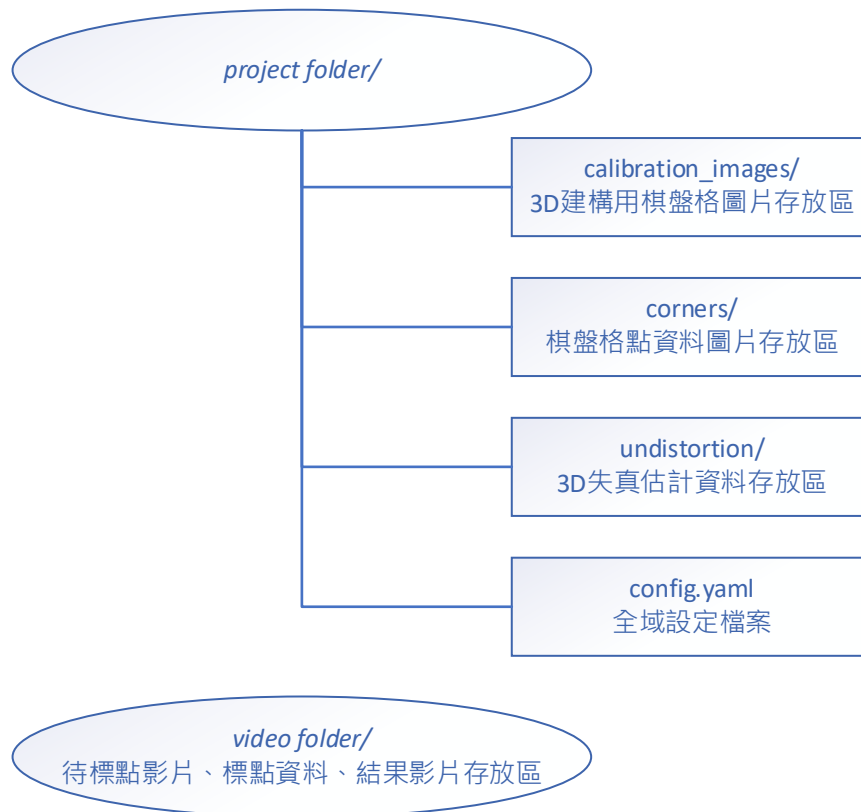 project folder/
calibration_images/
3D建構用棋盤格圖片存放區
corners/
棋盤格點資料圖片存放區
undistortion/
3D失真估計資料存放區
config.yaml
全域設定檔案
video folder/
待標點影片、標點資料、結果影片存放區